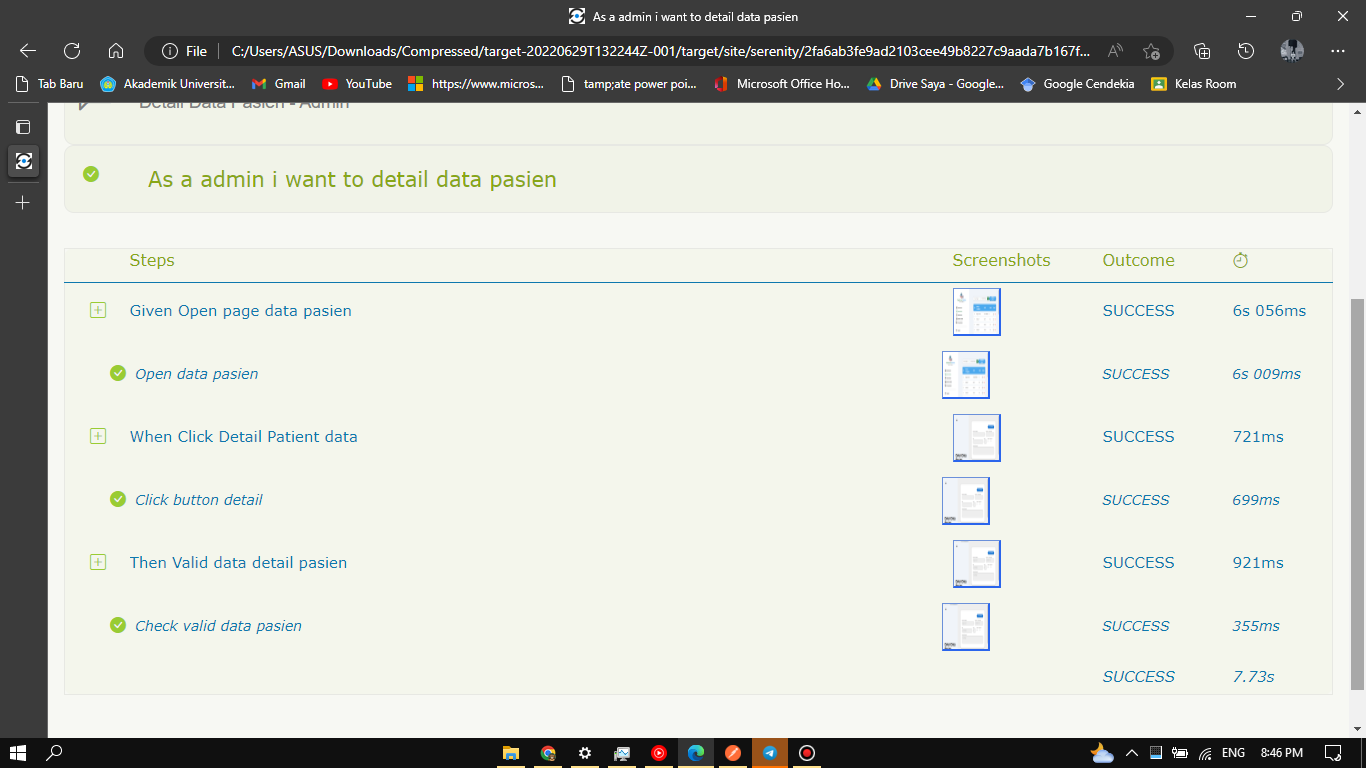 As a admin i want to detail data pasien
File
C:/Users/ASUS/Downloads/Compressed/target-20220629T132244Z-001/target/site/serenity/2fa6ab3fe9ad2103cee49b8227c9aada7b167f...
Tab Baru
Akademik Universit...
Gmail
YouTube
https://www.micros...
tamp;ate power poi...
Microsoft Office Ho...
Drive Saya - Google...
Google Cendekia
Kelas Room
Detail Data Pasien - Admin
As a admin i want to detail data pasien
Steps Screenshots Outcome
Given Open page data pasien SUCCESS 6s 056ms
Open data pasien SUCCESS 6s 009ms
When Click Detail Patient data SUCCESS 721ms
Click button detail SUCCESS 699ms
Then Valid data detail pasien SUCCESS 921ms
Check valid data pasien SUCCESS 355ms
SUCCESS 7.73s
ENG 8:46 PM